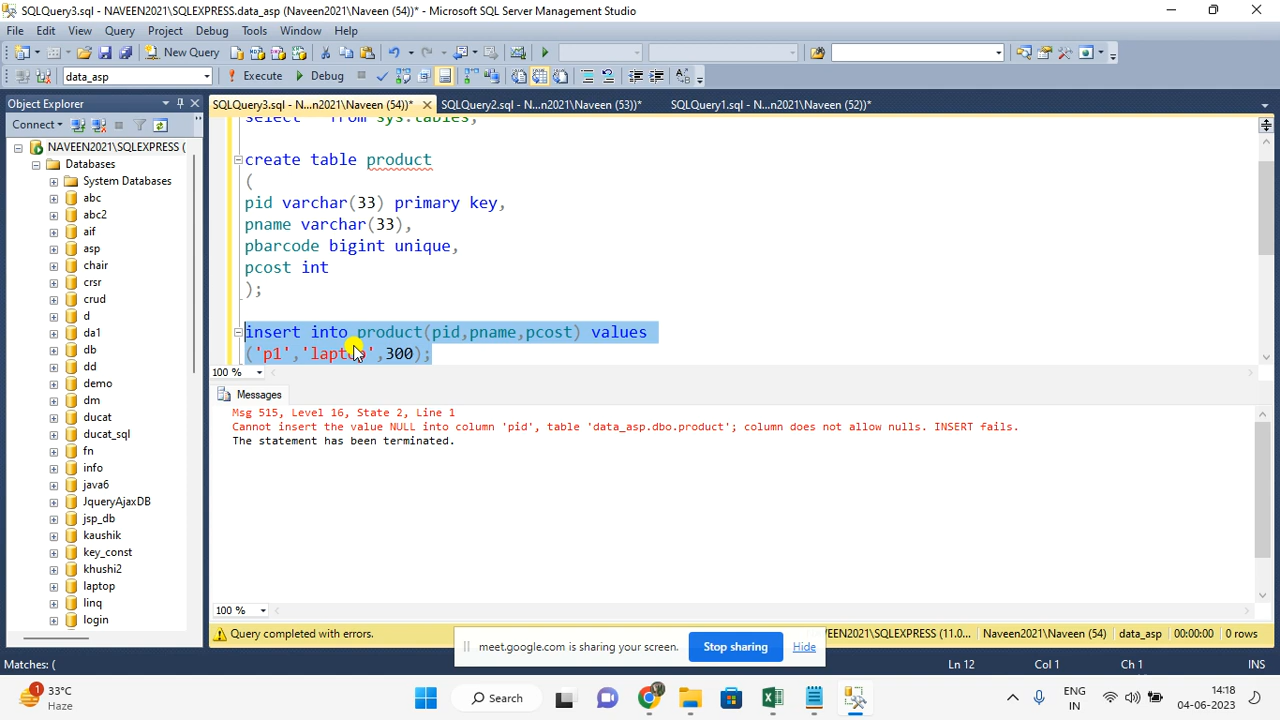 SQLQuery3.sql - NAVEEN2021\SQLEXPRESS.data_asp (Naveen2021\Naveen (54))* - Microsoft SQL Server Management Studio
File Edit View Query Project Debug Tools Window Help
New Query
data_asp Execute Debug
Object Explorer
SQLQuery3.sql - N...n2021\Naveen (54))* SQLQuery2.sql - N...n2021\Naveen (53))* SQLQuery1.sql - N...n2021\Naveen (52))*
Connect
NAVEEN2021\SQLEXPRESS (
Databases
System Databases
abc
abc2
aif
asp
chair
crsr
crud
d
da1
db
dd
demo
dm
ducat
ducat_sql
fn
info
java6
JqueryAjaxDB
jsp_db
kaushik
key_const
khushi2
laptop
linq
login
select * from sys.tables;
create table product
(
pid varchar(33) primary key,
pname varchar(33),
pbarcode bigint unique,
pcost int
);
insert into product(pid,pname,pcost) values
('p1','laptop',300);
100 %
Messages
Msg 515, Level 16, State 2, Line 1
Cannot insert the value NULL into column 'pid', table 'data_asp.dbo.product'; column does not allow nulls. INSERT fails.
The statement has been terminated.
100 %
Query completed with errors.
EEN2021\SQLEXPRESS (11.0... Naveen2021\Naveen (54) data_asp 00:00:00 0 rows
meet.google.com is sharing your screen. Stop sharing Hide
Matches: (
Ln 12 Col 1 Ch 1 INS
33°C
Haze
Search
ENG
IN
14:18
04-06-2023
1